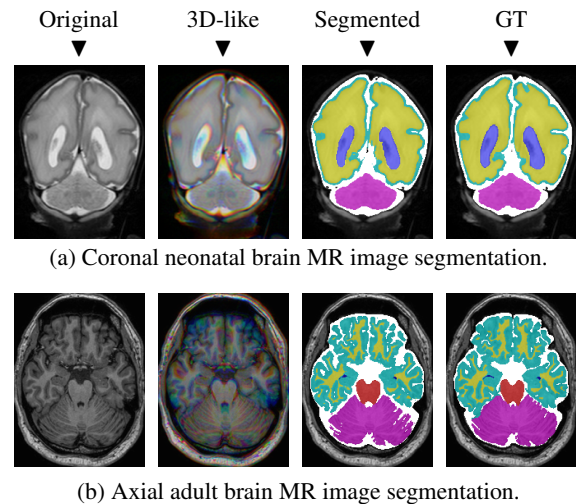 Original 3D-like Segmented GT
(a) Coronal neonatal brain MR image segmentation.
(b) Axial adult brain MR image segmentation.